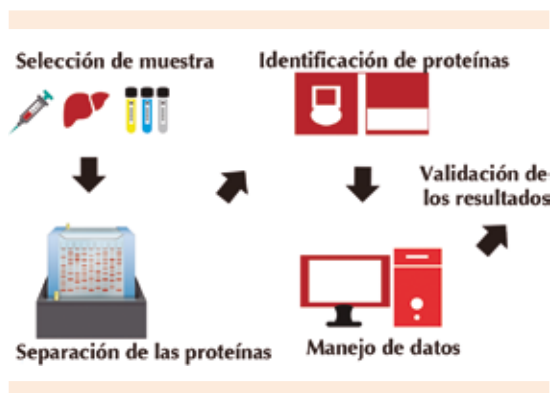 Selección de muestra
Separación de las proteínas
Identificación de proteínas
Manejo de datos
Validación de
los resultados